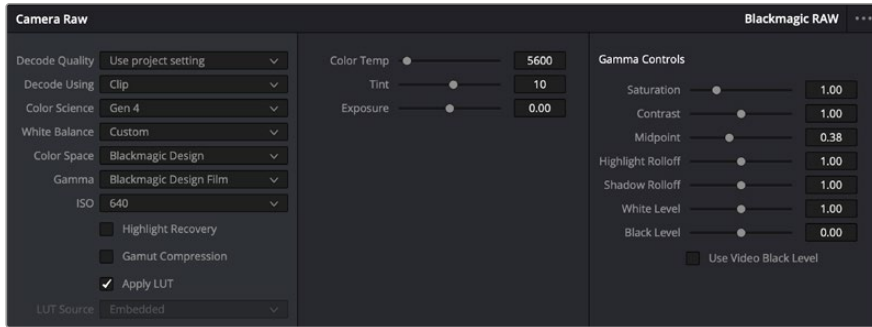 Camera Raw
Blackmagic RAW
Decode Quality Use project setting
Decode Using Clip
Color Science Gen 4
White Balance Custom
Color Space Blackmagic Design
Gamma Blackmagic Design Film
ISO 640
Highlight Recovery
Gamut Compression
Apply LUT
LUT Source Embedded
Color Temp 5600
Tint 10
Exposure 0.00
Gamma Controls
Saturation 1.00
Contrast 1.00
Midpoint 0.38
Highlight Rolloff 1.00
Shadow Rolloff 1.00
White Level 1.00
Black Level 0.00
Use Video Black Level